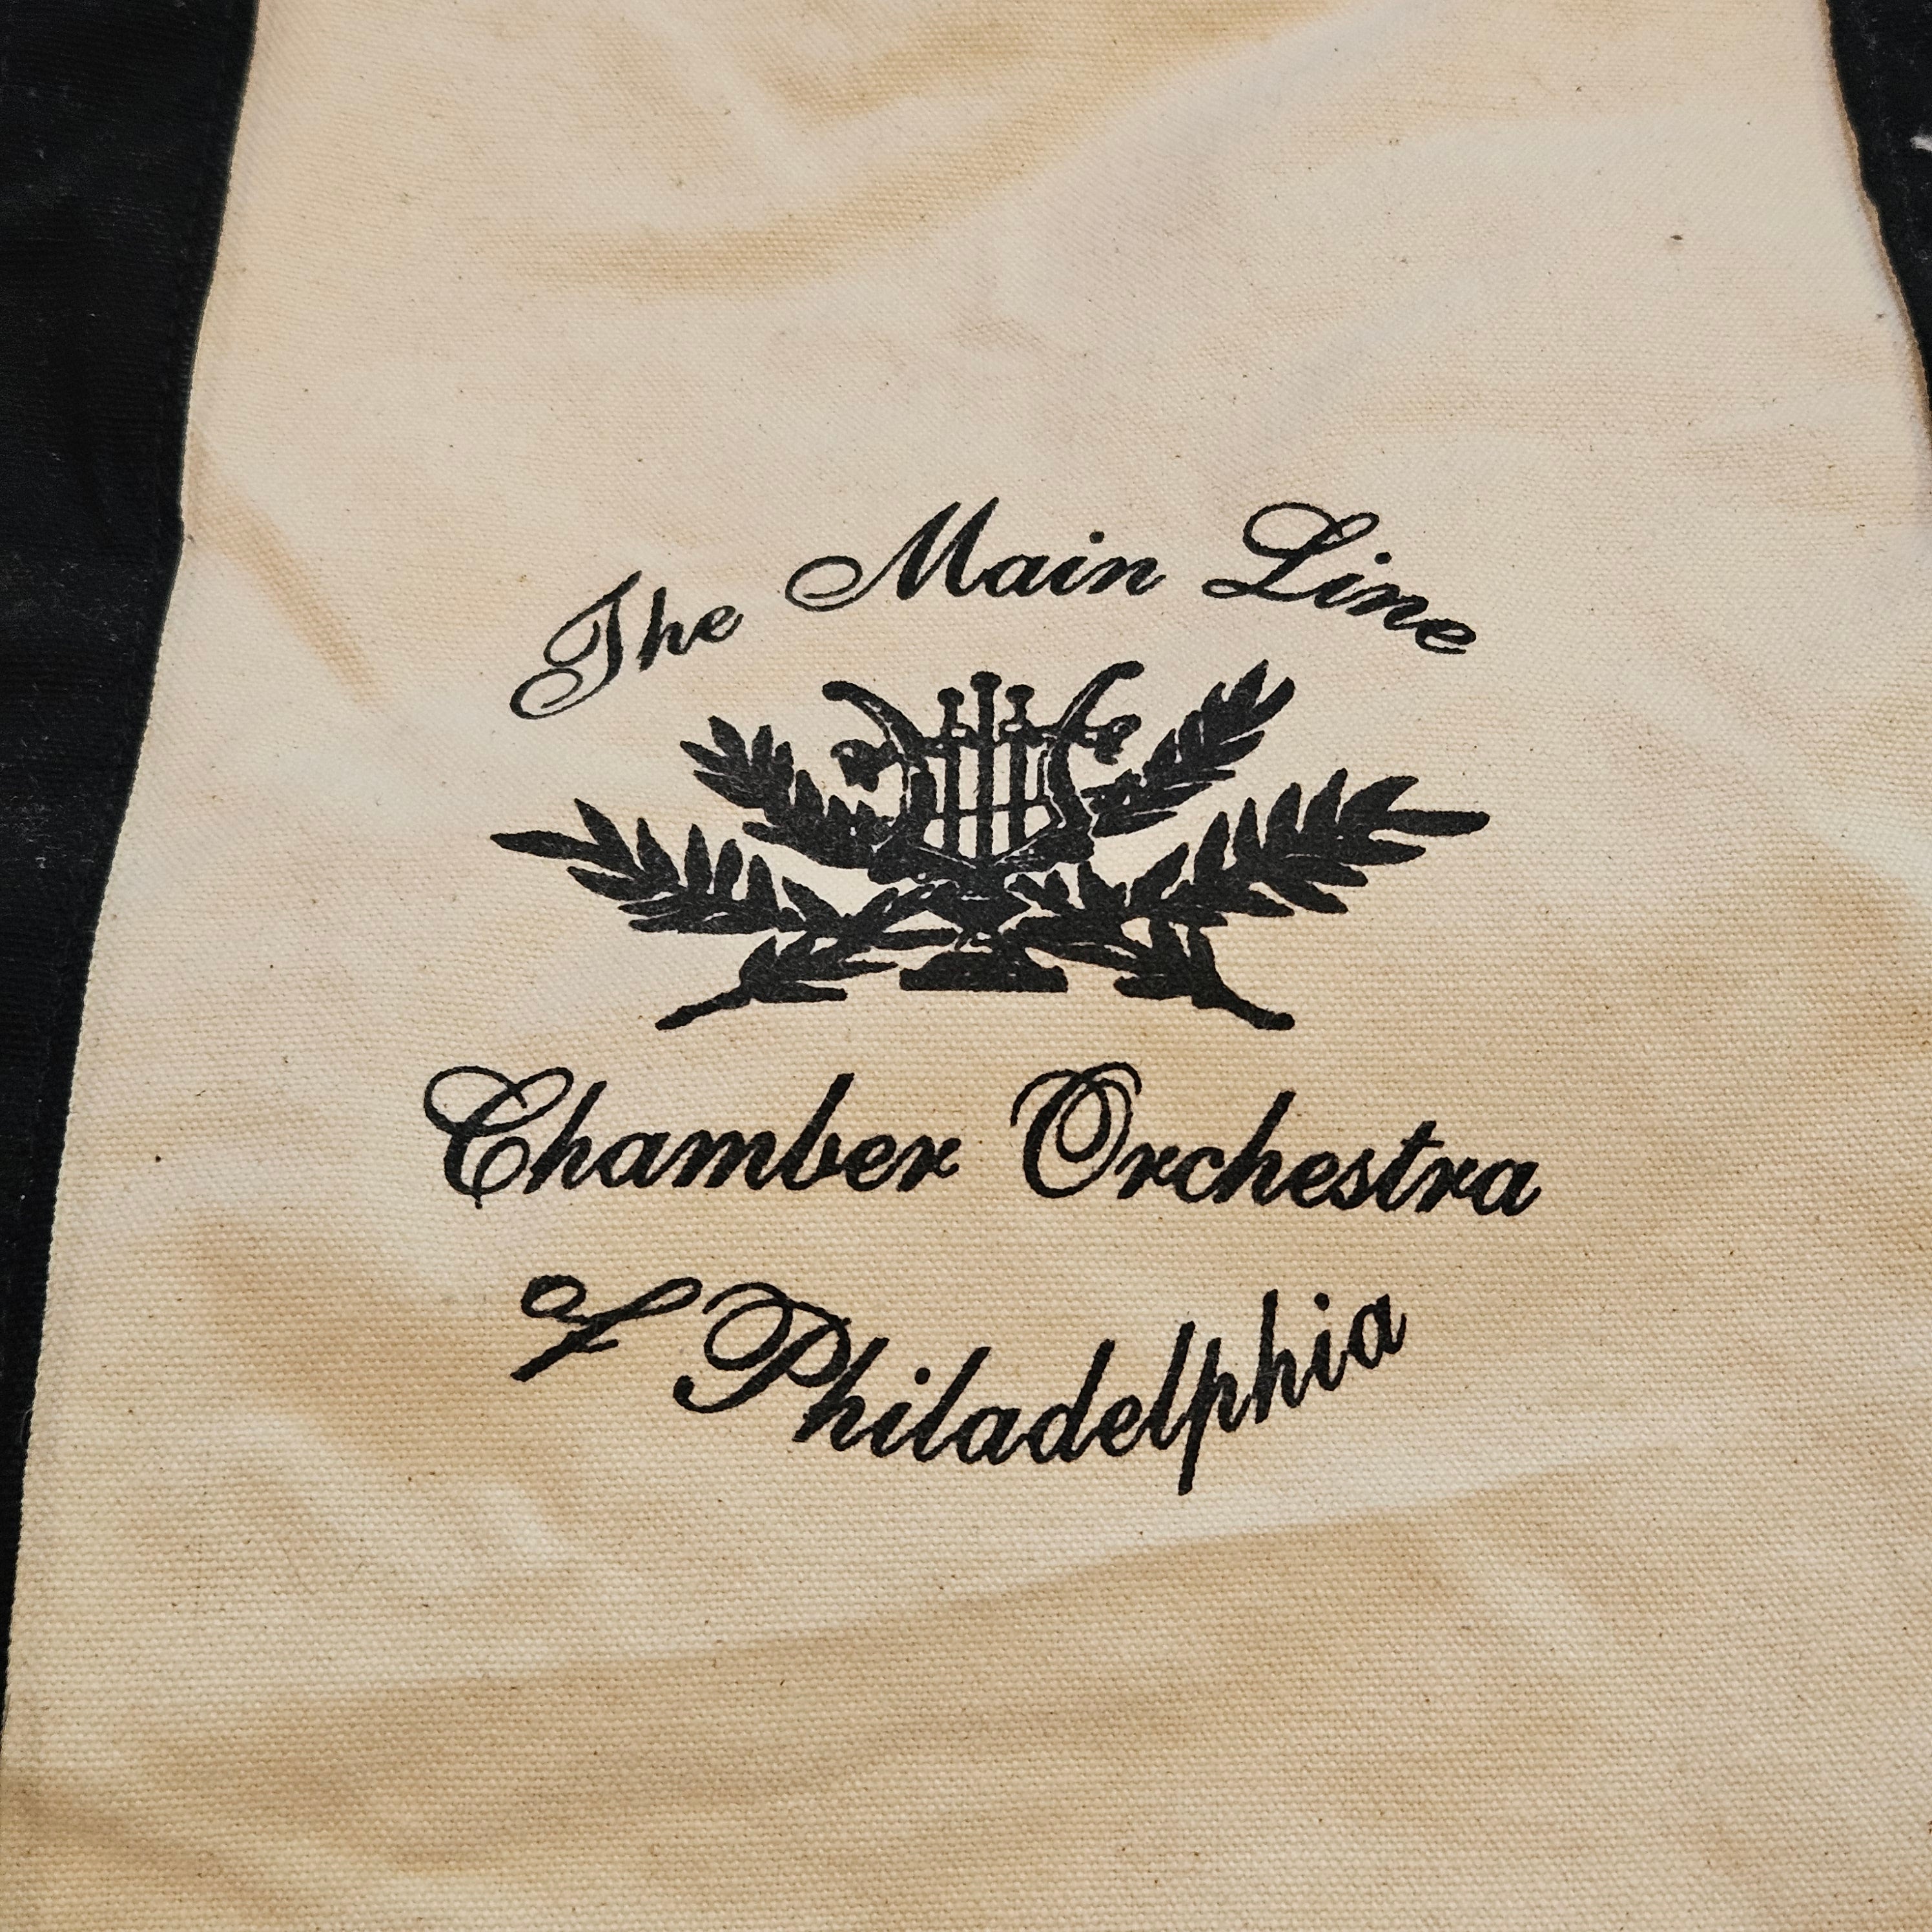 The Main Line
Chamber Orchestra
of Philadelphia